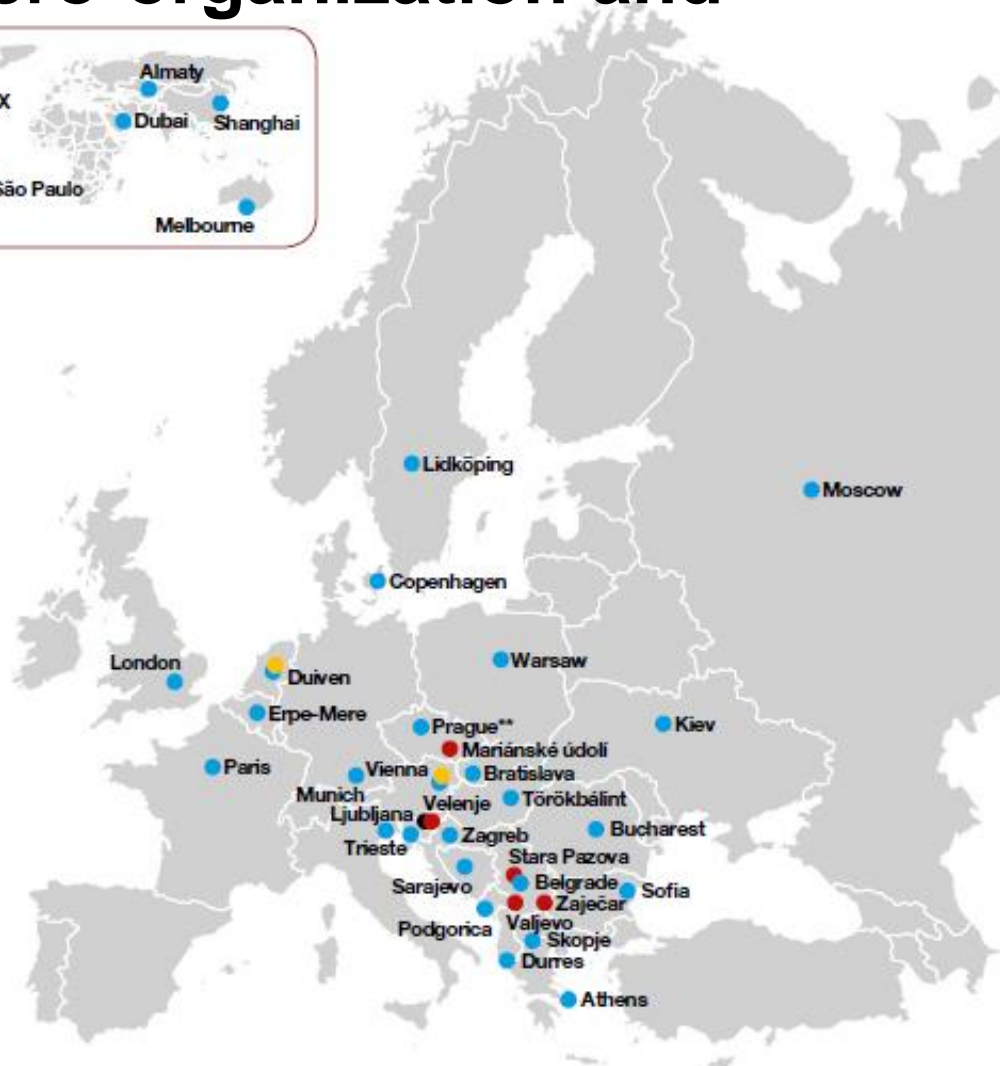 organization and
Almaty
X
Dubai
Shanghai
São Paulo
Melbourne
Lidköping
Moscow
Copenhagen
London
Warsaw
Duiven
Erpe-Mere
Prague**
Kiev
Mariánské údolí
Paris
Vienna
Bratislava
Munich
Velenje
Törökbálint
Ljubljana
Bucharest
Trieste
Zagreb
Stara Pazova
Sarajevo
Belgrade
Sofia
Zaječar
Podgorica
Valjevo
Skopje
Durres
Athens